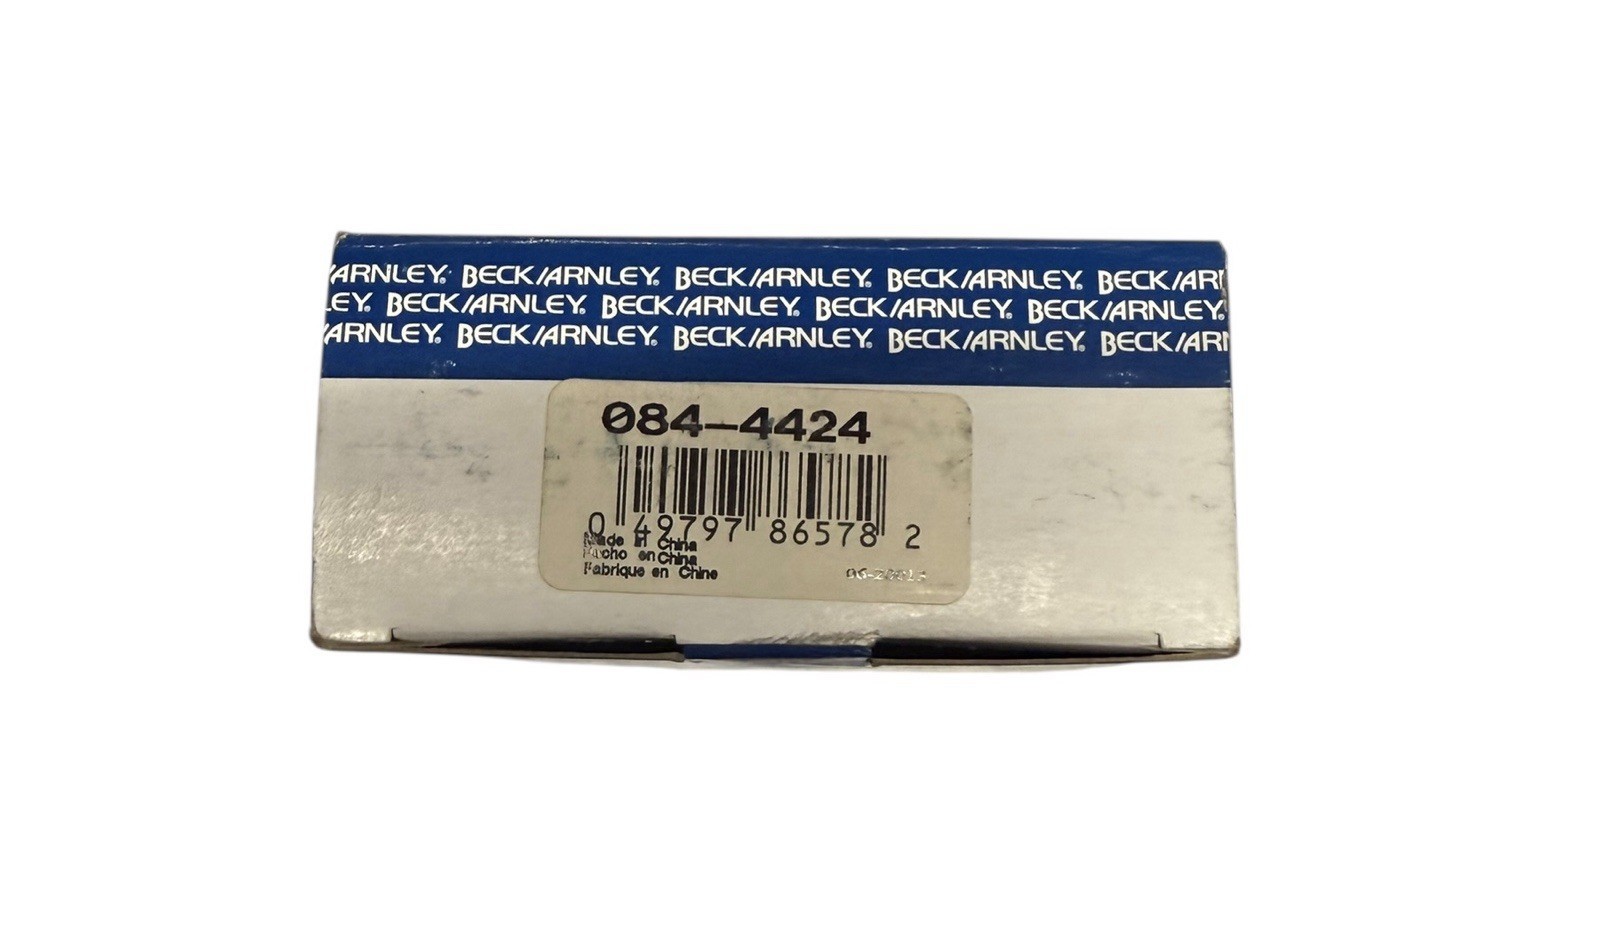 /ARNLEY® BECK/ARNLEY® BECK/ARNLEY® BECK/ARNLEY® BECK/AR
LEY® BECK/ARNLEY® BECK/ARNLEY® BECK/ARNLEY® BECK/ARNLEY®
/ARNLEY® BECK/ARNLEY® BECK/ARNLEY® BECK/ARNLEY® BECK/ARN
084-4424
0 49797 86578 2
Made in China
Hecho en China
Fabrique en Chine